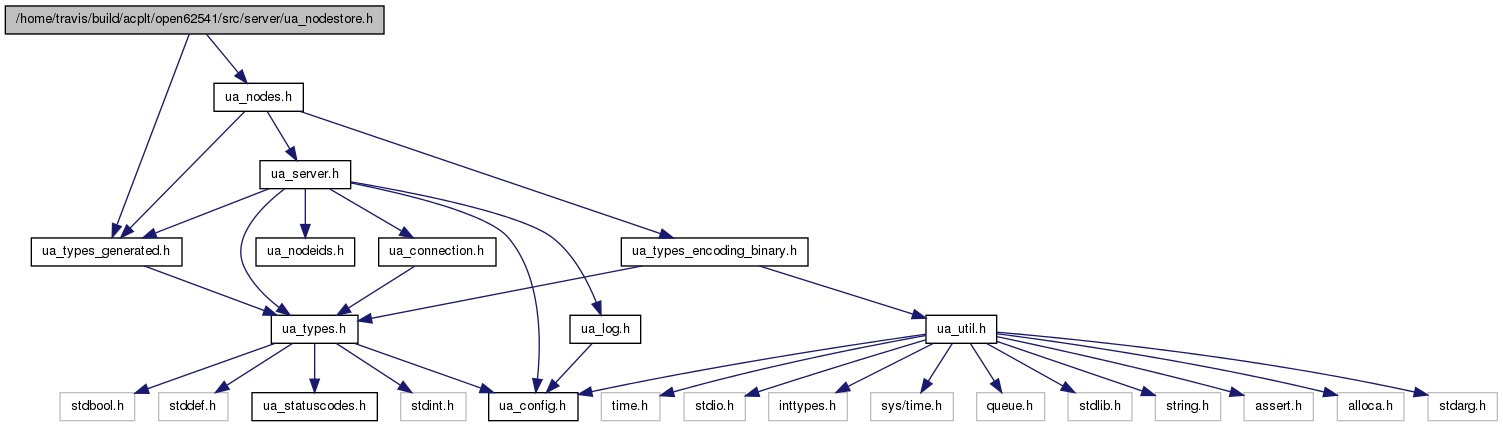 /home/travis/build/acplt/open62541/src/server/ua_nodestore.h
ua_nodes.h
ua_server.h
ua_types_generated.h
ua_nodeids.h
ua_connection.h
ua_types_encoding_binary.h
ua_types.h
ua_log.h
ua_util.h
stdbool.h
stddef.h
ua_statuscodes.h
stdint.h
ua_config.h
time.h
stdio.h
inttypes.h
sys/time.h
queue.h
stdlib.h
string.h
assert.h
alloca.h
stdarg.h